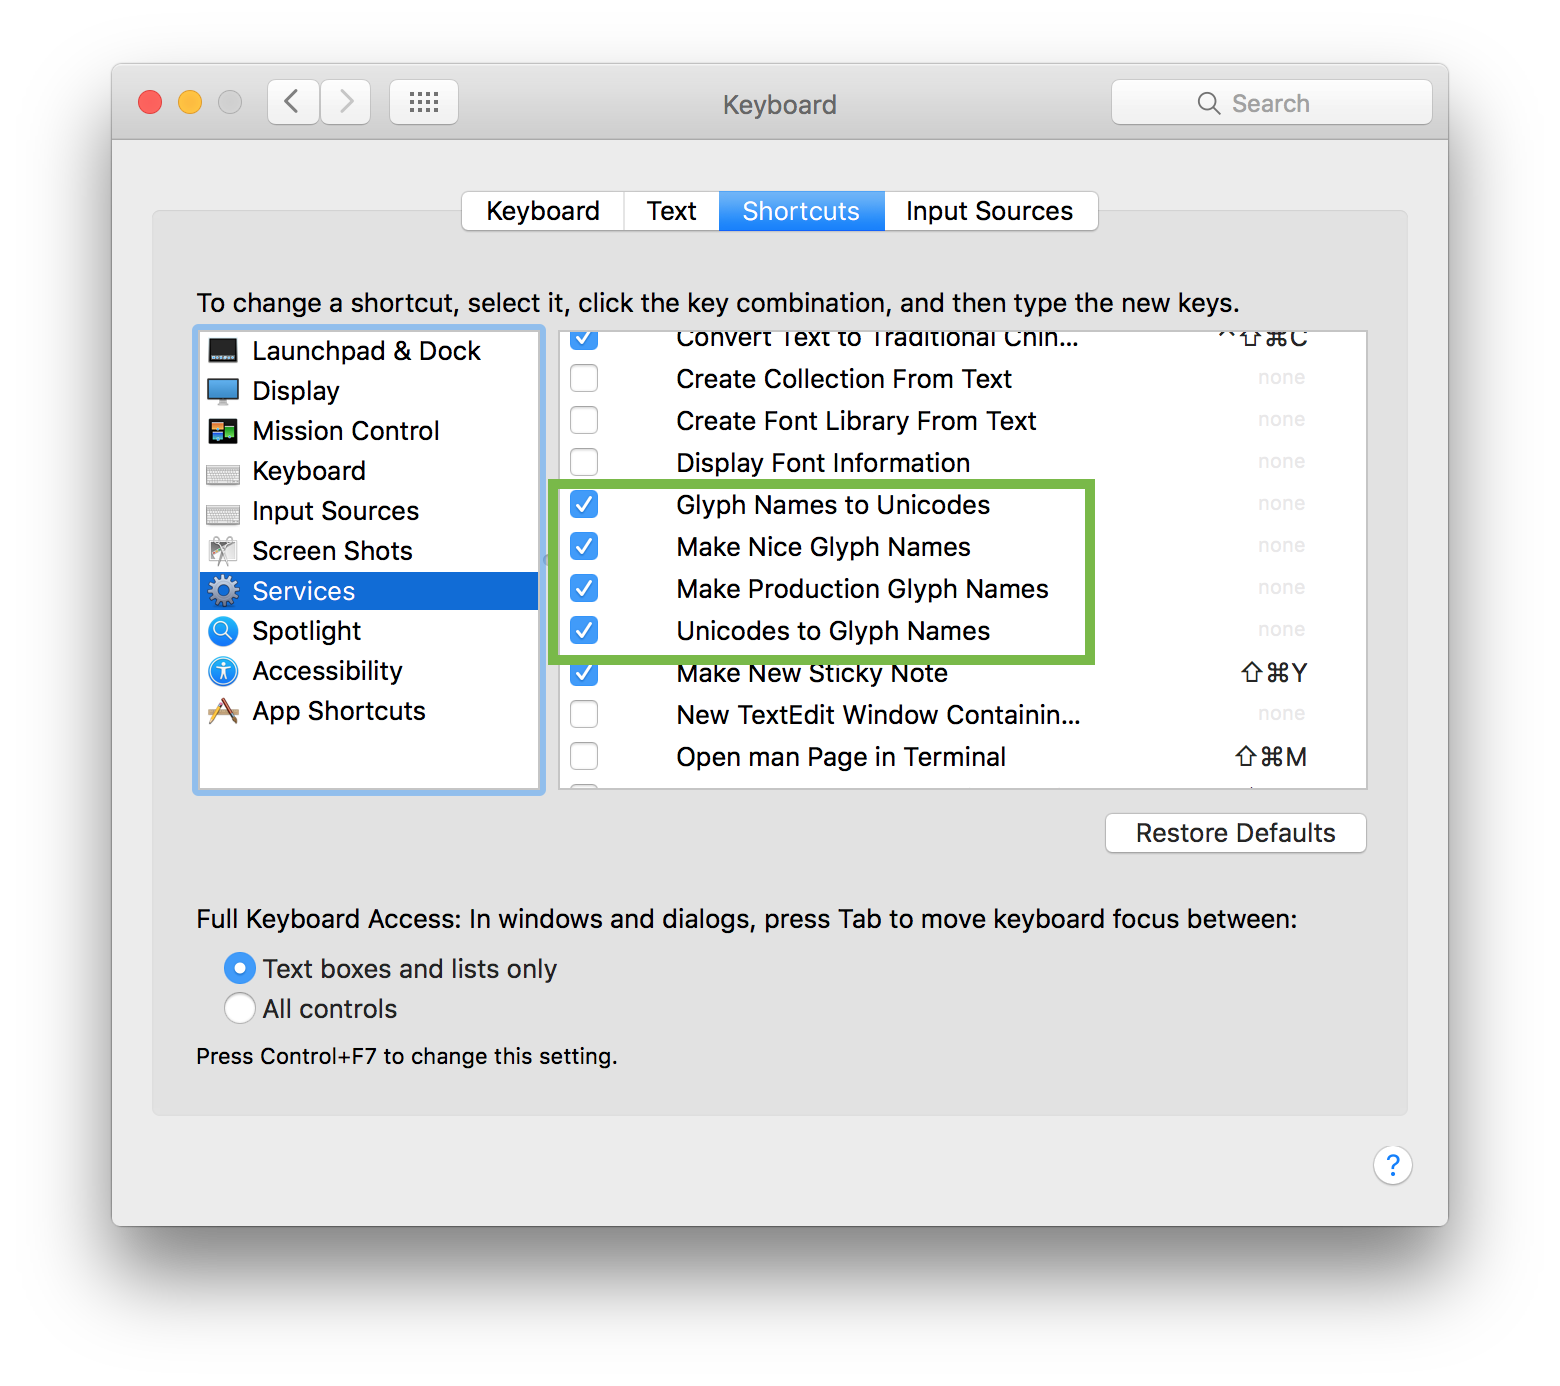 Keyboard
Search
Keyboard Text Shortcuts Input Sources
To change a shortcut, select it, click the key combination, and then type the new keys.
Launchpad & Dock
Display
Mission Control
Keyboard
Input Sources
Screen Shots
Services
Spotlight
Accessibility
App Shortcuts
Convert Text to Traditional Chin... ^⇧⌘C
Create Collection From Text none
Create Font Library From Text none
Display Font Information none
Glyph Names to Unicodes none
Make Nice Glyph Names none
Make Production Glyph Names none
Unicodes to Glyph Names none
Make New Sticky Note ⇧⌘Y
New TextEdit Window Containin... none
Open man Page in Terminal ⇧⌘M
Restore Defaults
Full Keyboard Access: In windows and dialogs, press Tab to move keyboard focus between:
Text boxes and lists only
All controls
Press Control+F7 to change this setting.
?